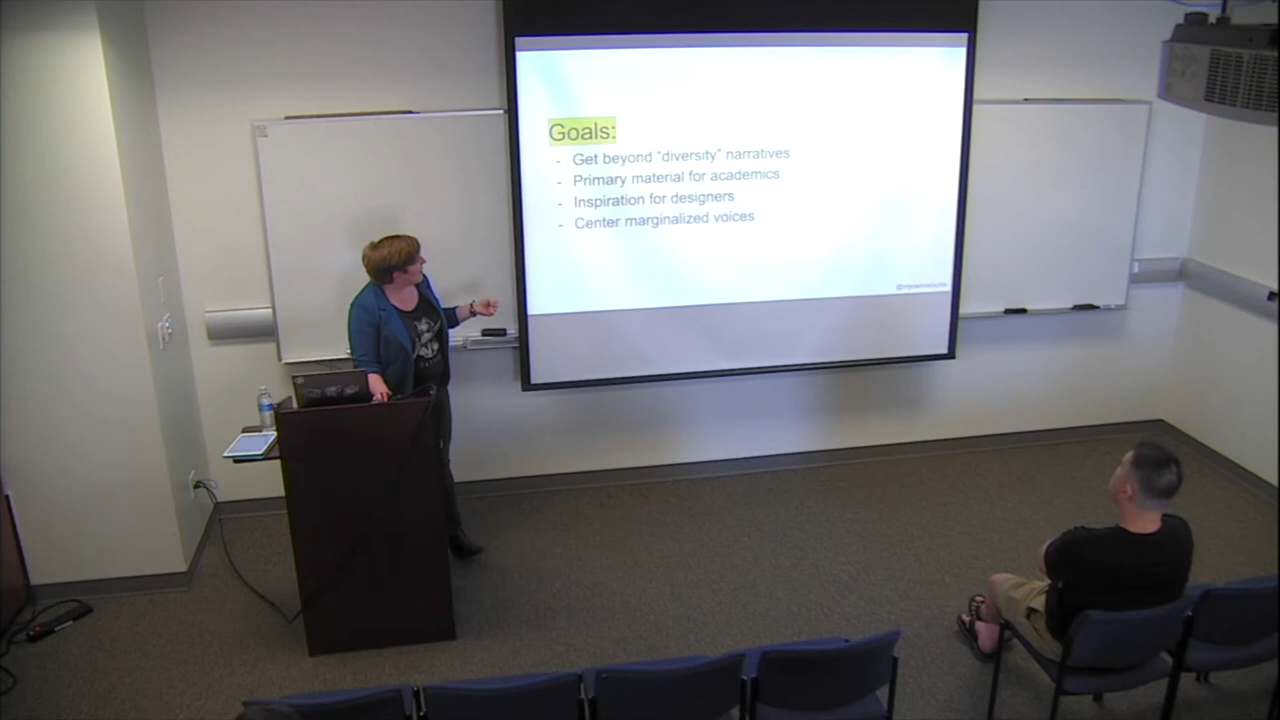 Goals:
- Get beyond "diversity" narratives
- Primary material for academics
- Inspiration for designers
- Center marginalized voices